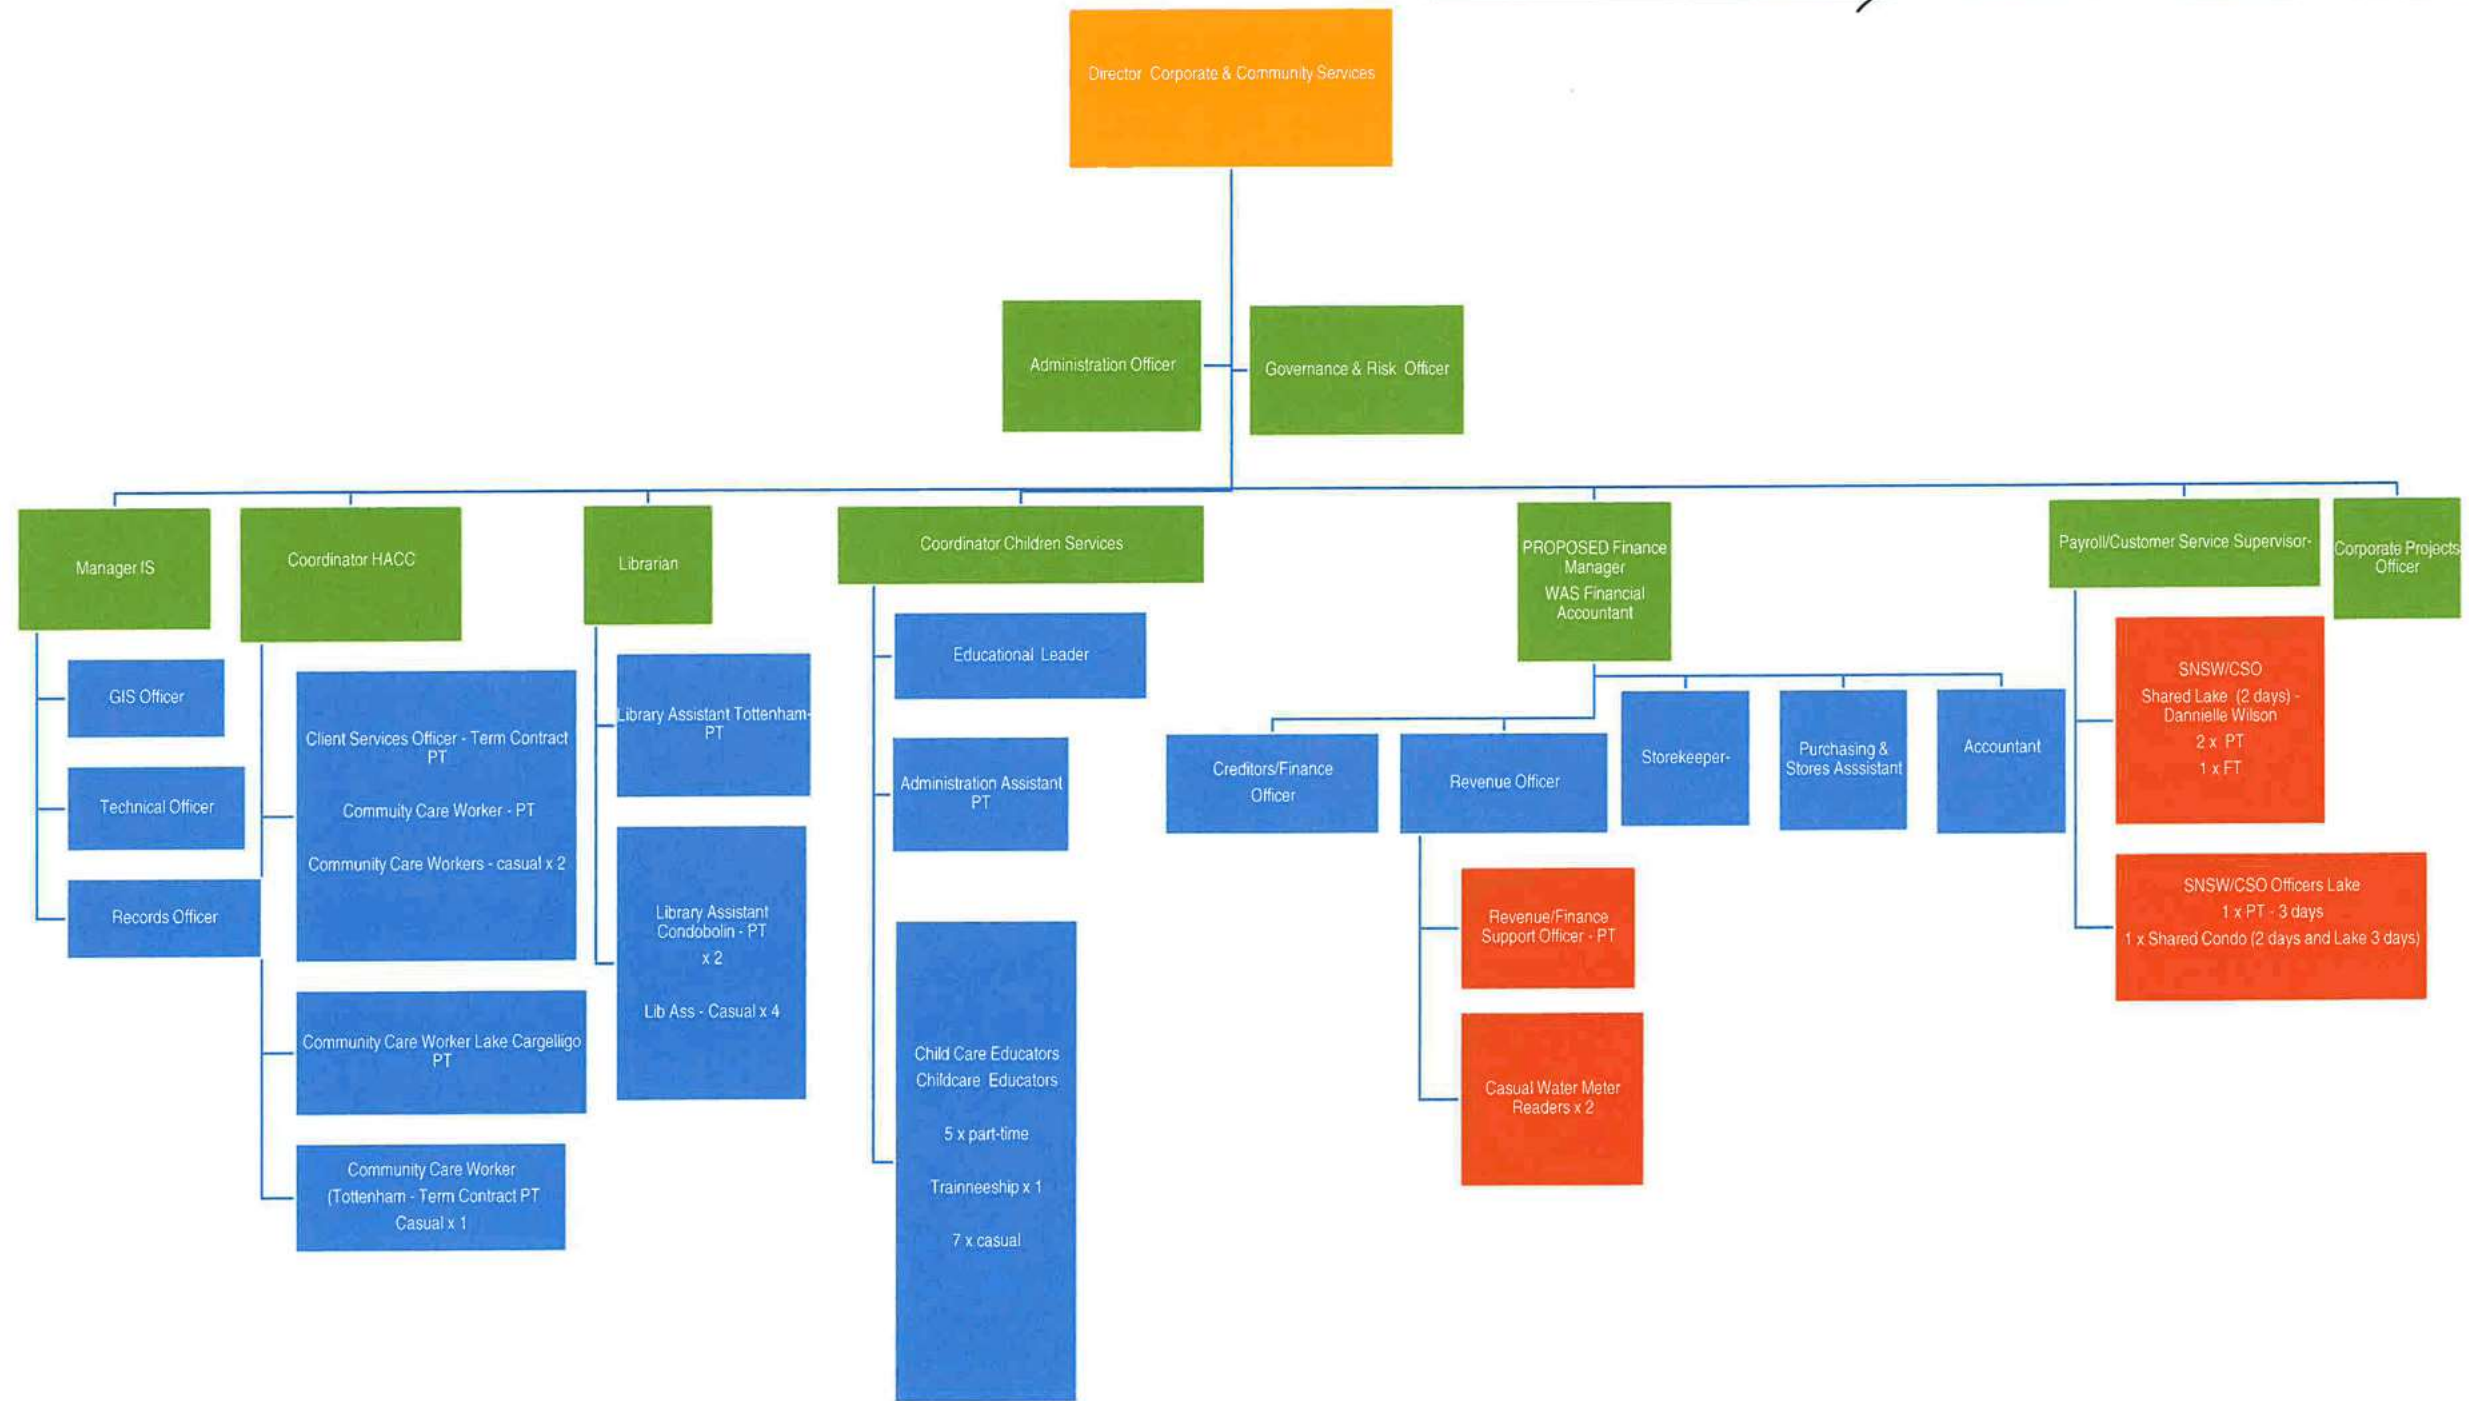 Director Corporate & Community Services
Administration Officer
Governance & Risk Officer
Manager IS
Coordinator HACC
Librarian
Coordinator Children Services
PROPOSED Finance
Manager
WAS Financial
Accountant
Payroll/Customer Service Supervisor-
Corporate Projects
Officer
GIS Officer
Technical Officer
Records Officer
Client Services Officer - Term Contract
PT
Commuity Care Worker - PT
Community Care Workers - casual x 2
Community Care Worker Lake Cargelligo
PT
Community Care Worker
(Tottenham - Term Contract PT
Casual x 1
Library Assistant Tottenham-
PT
Library Assistant
Condobolin - PT
x 2
Lib Ass - Casual x 4
Educational Leader
Administration Assistant
PT
Child Care Educators
Childcare Educators
5 x part-time
Trainneeship x 1
7 x casual
Creditors/Finance
Officer
Revenue Officer
Storekeeper-
Purchasing &
Stores Asssistant
Accountant
Revenue/Finance
Support Officer - PT
Casual Water Meter
Readers x 2
SNSW/CSO
Shared Lake (2 days) -
Dannielle Wilson
2 x PT
1 x FT
SNSW/CSO Officers Lake
1 x PT - 3 days
1 x Shared Condo (2 days and Lake 3 days)